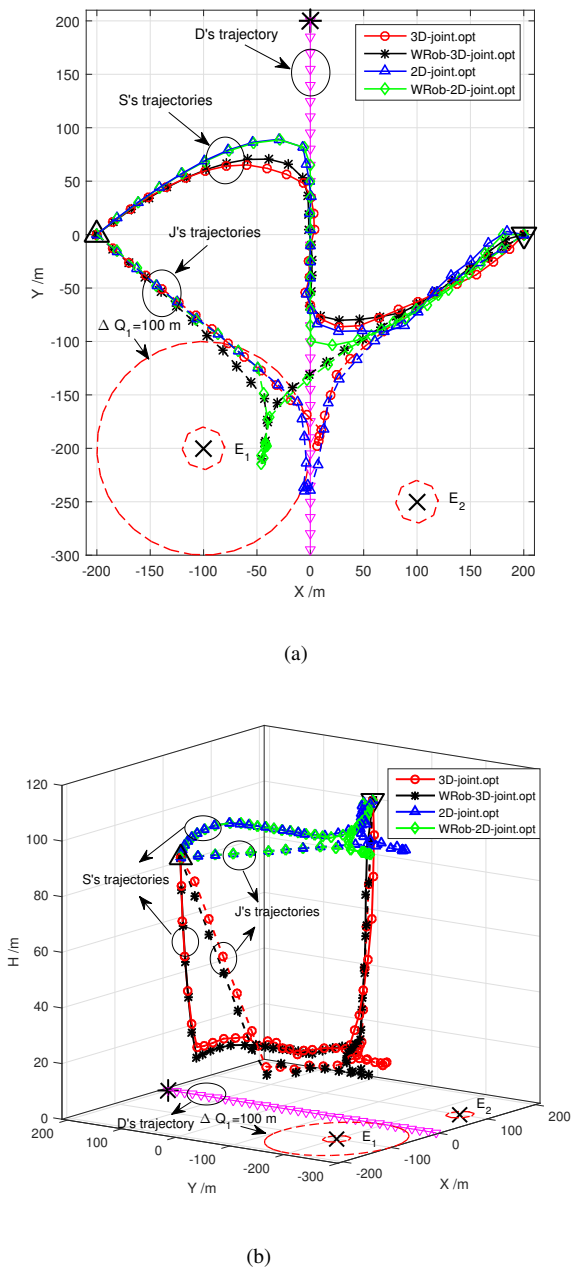 200
150
100
50
0
-50
-100
-150
-200
-250
-300
-200
-150
-100
-50
0
50
100
150
200
X /m
Y /m
D's trajectory
S's trajectories
J's trajectories
Δ Q1=100 m
E1
E2
3D-joint.opt
WRob-3D-joint.opt
2D-joint.opt
WRob-2D-joint.opt
(a)
120
100
80
60
40
20
0
H /m
3D-joint.opt
WRob-3D-joint.opt
2D-joint.opt
WRob-2D-joint.opt
S's trajectories
J's trajectories
D's trajectory
Δ Q1=100 m
E1
E2
200
100
0
-100
-200
-300
Y /m
-200
-100
0
100
200
X /m
(b)